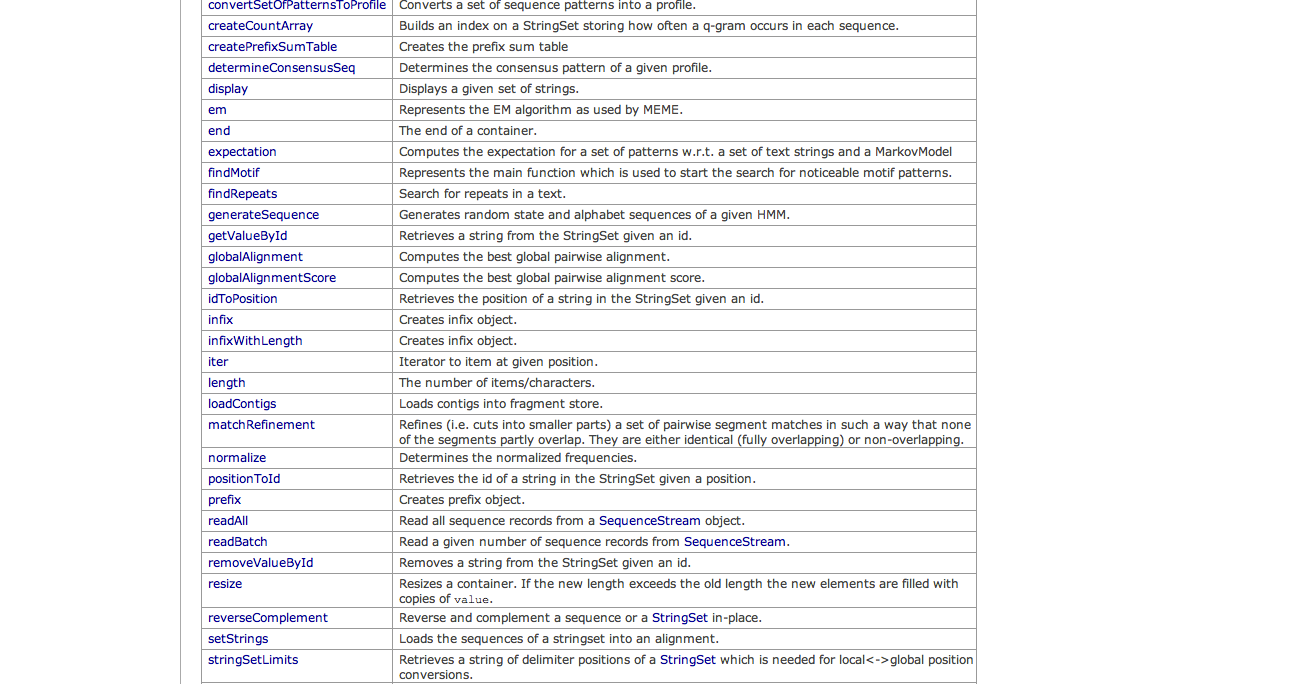 convertSetOfPatternsToProfile Converts a set of sequence patterns into a profile.
createCountArray Builds an index on a StringSet storing how often a q-gram occurs in each sequence.
createPrefixSumTable Creates the prefix sum table
determineConsensusSeq Determines the consensus pattern of a given profile.
display Displays a given set of strings.
em Represents the EM algorithm as used by MEME.
end The end of a container.
expectation Computes the expectation for a set of patterns w.r.t. a set of text strings and a MarkovModel
findMotif Represents the main function which is used to start the search for noticeable motif patterns.
findRepeats Search for repeats in a text.
generateSequence Generates random state and alphabet sequences of a given HMM.
getValueById Retrieves a string from the StringSet given an id.
globalAlignment Computes the best global pairwise alignment.
globalAlignmentScore Computes the best global pairwise alignment score.
idToPosition Retrieves the position of a string in the StringSet given an id.
infix Creates infix object.
infixWithLength Creates infix object.
iter Iterator to item at given position.
length The number of items/characters.
loadContigs Loads contigs into fragment store.
matchRefinement Refines (i.e. cuts into smaller parts) a set of pairwise segment matches in such a way that none
of the segments partly overlap. They are either identical (fully overlapping) or non-overlapping.
normalize Determines the normalized frequencies.
positionToId Retrieves the id of a string in the StringSet given a position.
prefix Creates prefix object.
readAll Read all sequence records from a SequenceStream object.
readBatch Read a given number of sequence records from SequenceStream.
removeValueById Removes a string from the StringSet given an id.
resize Resizes a container. If the new length exceeds the old length the new elements are filled with
copies of value.
reverseComplement Reverse and complement a sequence or a StringSet in-place.
setStrings Loads the sequences of a stringset into an alignment.
stringSetLimits Retrieves a string of delimiter positions of a StringSet which is needed for local<->global position
conversions.